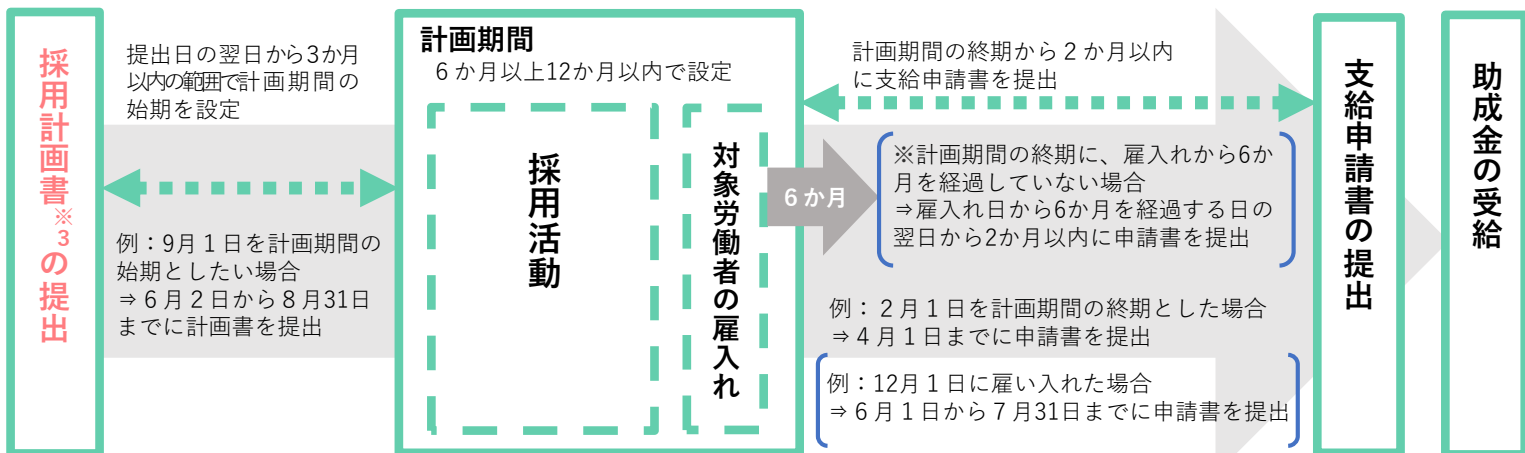 採用計画書※3の提出
提出日の翌日から3か月
以内の範囲で計画期間の
始期を設定
例：9月１日を計画期間の
始期としたい場合
⇒６月２日から８月31日
までに計画書を提出
計画期間
６か月以上12か月以内で設定
採用活動
対象労働者の雇入れ
６か月
計画期間の終期から２か月以内
に支給申請書を提出
※計画期間の終期に、雇入れから6か
月を経過していない場合
⇒雇入れ日から6か月を経過する日の
翌日から2か月以内に申請書を提出
例：２月１日を計画期間の終期とした場合
⇒４月１日までに申請書を提出
例：12月１日に雇い入れた場合
⇒６月１日から７月31日までに申請書を提出
支給申請書の提出
助成金の受給